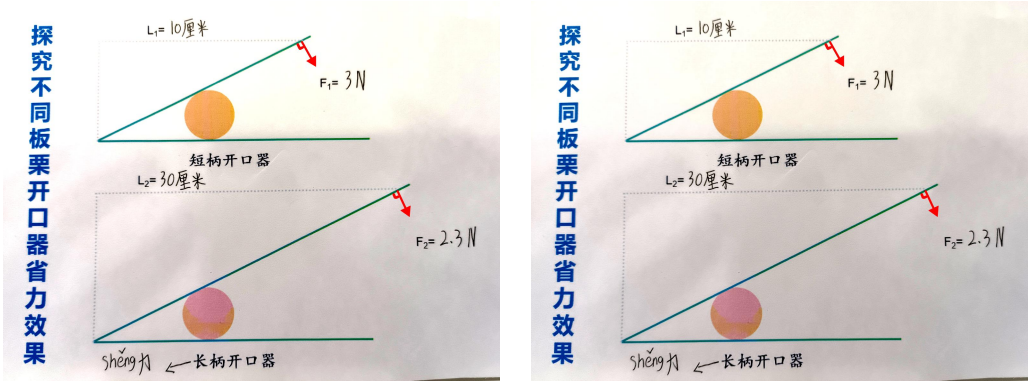 探究不同板栗开口器省力效果
L₁= 10厘米
F₁= 3N
短柄开口器
L₂= 30厘米
F₂= 2.3N
shěng力 ← 长柄开口器
探究不同板栗开口器省力效果
L₁= 10厘米
F₁= 3N
短柄开口器
L₂= 30厘米
F₂= 2.3N
shěng力 ← 长柄开口器